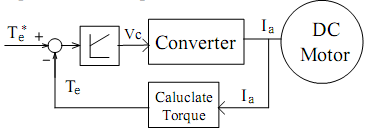 Te* +
−
Vc
Converter
Ia
DC
Motor
Te
Caluclate
Torque
Ia